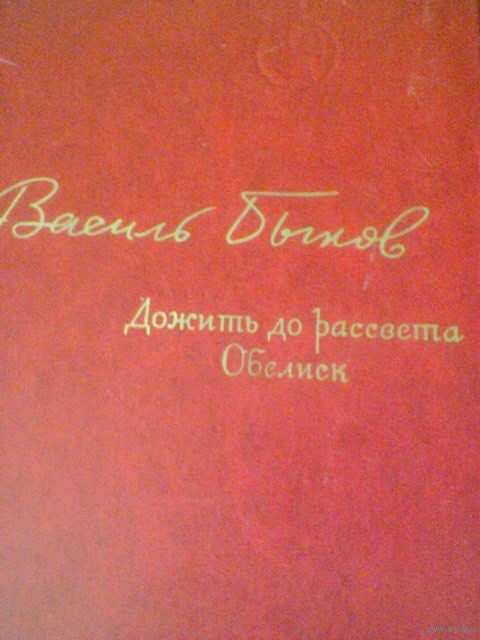 Василь Быков
Дожить до рассвета
Обелиск